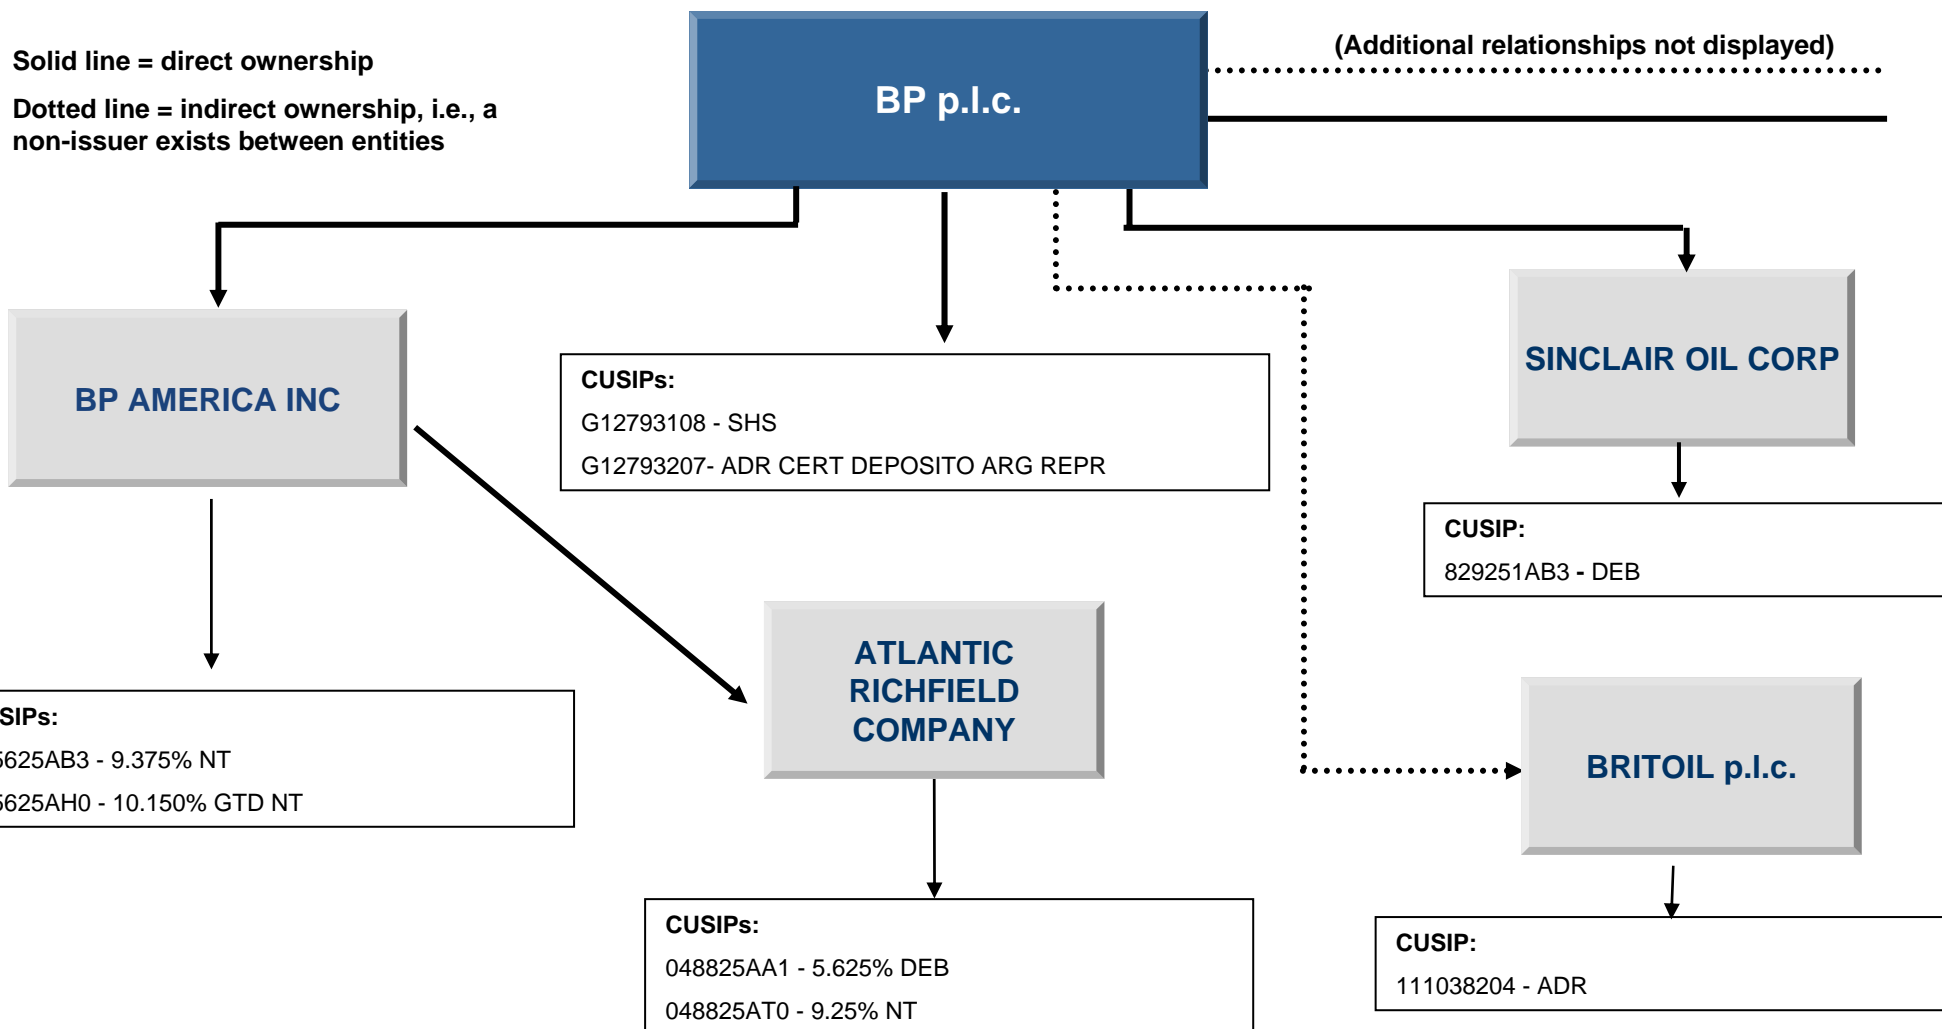 (Additional relationships not displayed)
Solid line = direct ownership
Dotted line = indirect ownership, i.e., a
non-issuer exists between entities
BP p.l.c.
BP AMERICA INC
CUSIPs:
G12793108 - SHS
G12793207- ADR CERT DEPOSITO ARG REPR
SINCLAIR OIL CORP
CUSIP:
829251AB3 - DEB
ATLANTIC
RICHFIELD
COMPANY
BRITOIL p.l.c.
SIPs:
5625AB3 - 9.375% NT
5625AH0 - 10.150% GTD NT
CUSIPs:
048825AA1 - 5.625% DEB
048825AT0 - 9.25% NT
CUSIP:
111038204 - ADR